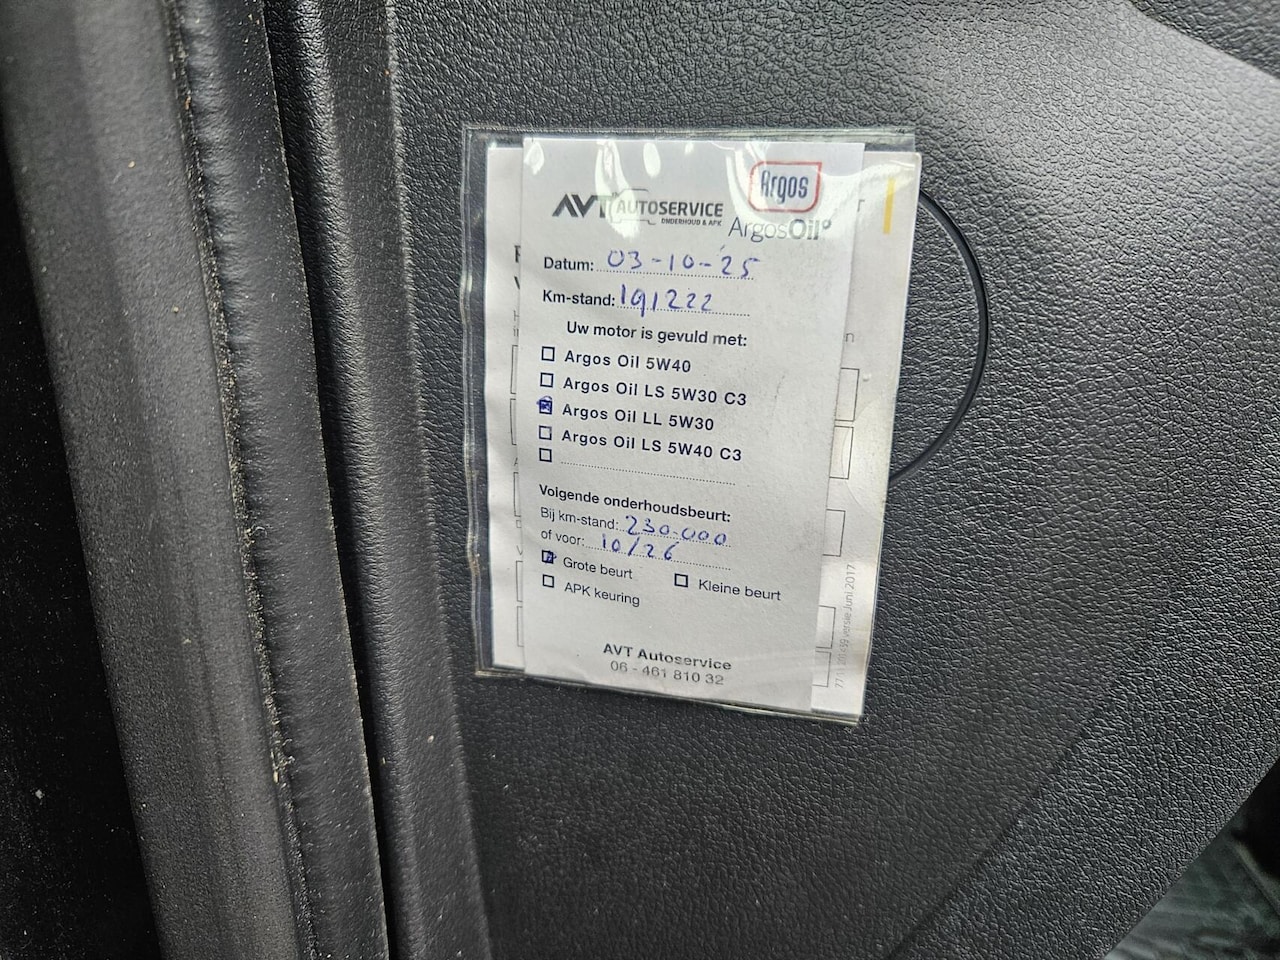 Argos
AVT AUTOSERVICE
ONDERHOUD & APK
ArgosOil
Datum: 03-10-25
Km-stand: 191222
Uw motor is gevuld met:
Argos Oil 5W40
Argos Oil LS 5W30 C3
Argos Oil LL 5W30
Argos Oil LS 5W40 C3
Volgende onderhoudsbeurt:
Bij km-stand: 230.000
of voor: 10/26
Grote beurt
Kleine beurt
APK keuring
AVT Autoservice
06 - 461 810 32
versie Juni 2017